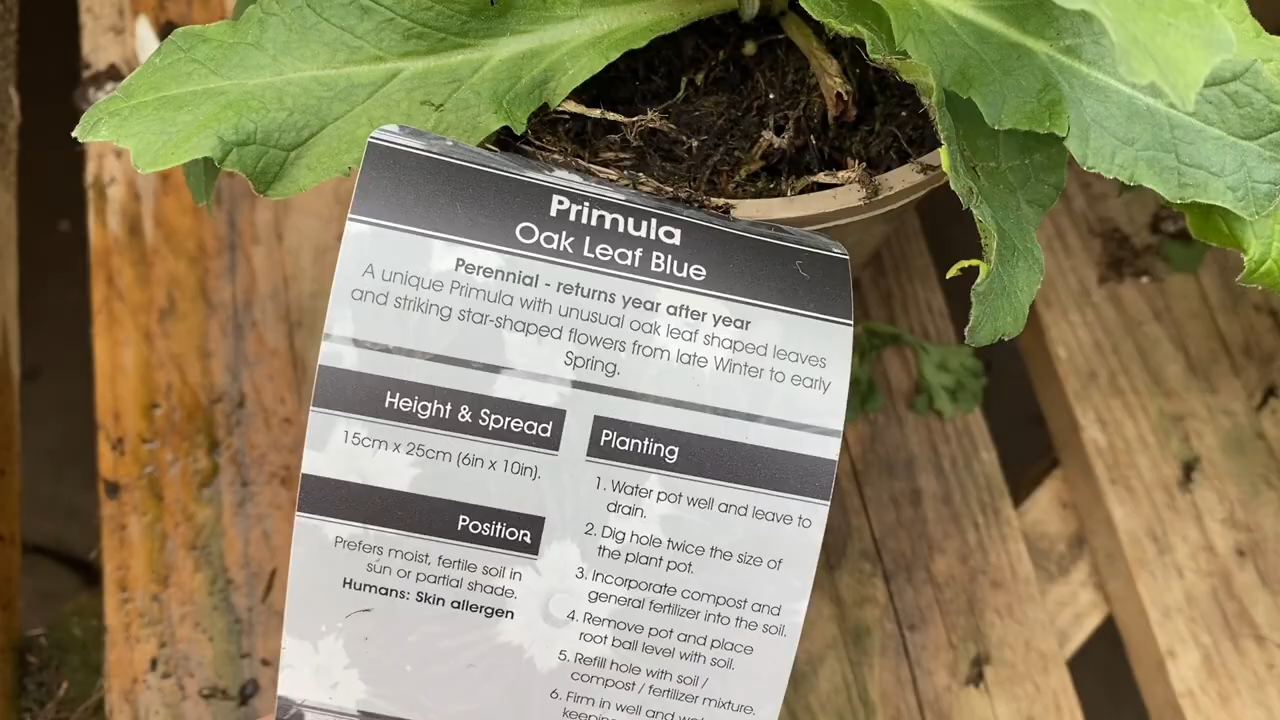 Primula
Oak Leaf Blue
Perennial - returns year after year
A unique Primula with unusual oak leaf shaped leaves
and striking star-shaped flowers from late Winter to early
Spring.
Height & Spread
15cm x 25cm (6in x 10in).
Position
Prefers moist, fertile soil in
sun or partial shade.
Humans: Skin allergen
Planting
1. Water pot well and leave to
drain.
2. Dig hole twice the size of
the plant pot.
3. Incorporate compost and
general fertilizer into the soil.
4. Remove pot and place
root ball level with soil.
5. Refill hole with soil /
compost / fertilizer mixture.
6. Firm in well and